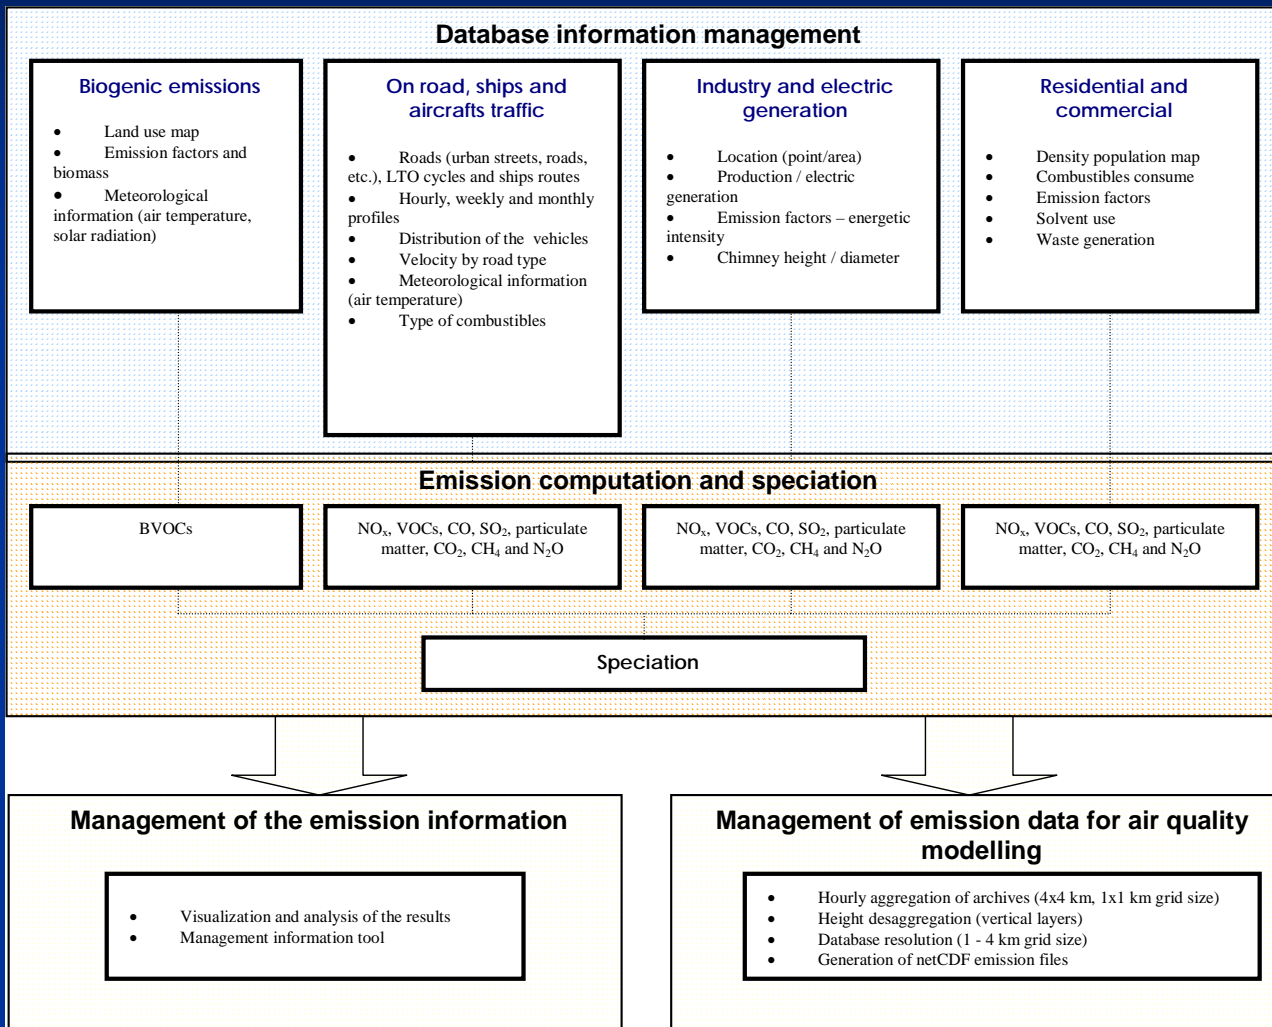 Database information management
Biogenic emissions
• Land use map
• Emission factors and
biomass
• Meteorological
information (air temperature,
solar radiation)
On road, ships and
aircrafts traffic
• Roads (urban streets, roads,
etc.), LTO cycles and ships routes
• Hourly, weekly and monthly
profiles
• Distribution of the vehicles
• Velocity by road type
• Meteorological information
(air temperature)
• Type of combustibles
Industry and electric
generation
• Location (point/area)
• Production / electric
generation
• Emission factors – energetic
intensity
• Chimney height / diameter
Residential and
commercial
• Density population map
• Combustibles consume
• Emission factors
• Solvent use
• Waste generation
Emission computation and speciation
BVOCs
NOₓ, VOCs, CO, SO₂, particulate
matter, CO₂, CH₄ and N₂O
NOₓ, VOCs, CO, SO₂, particulate
matter, CO₂, CH₄ and N₂O
NOₓ, VOCs, CO, SO₂, particulate
matter, CO₂, CH₄ and N₂O
Speciation
Management of the emission information
• Visualization and analysis of the results
• Management information tool
Management of emission data for air quality
modelling
• Hourly aggregation of archives (4x4 km, 1x1 km grid size)
• Height desaggregation (vertical layers)
• Database resolution (1 - 4 km grid size)
• Generation of netCDF emission files